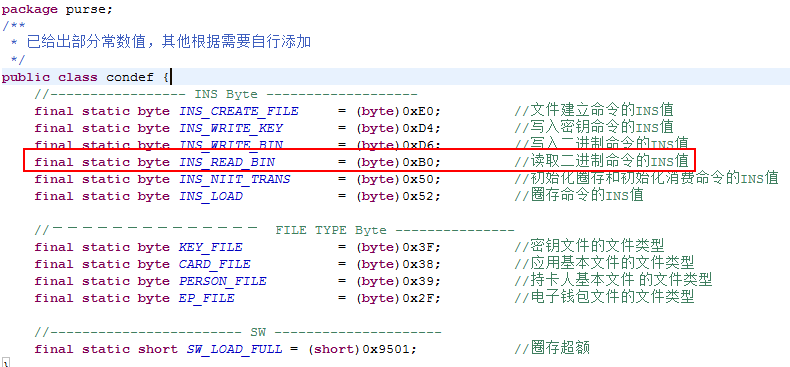 package purse;
/**
 * 已给出部分常数值，其他根据需要自行添加
 */
public class condef {
//----------------- INS Byte -------------------
final static byte INS_CREATE_FILE = (byte)0xE0; //文件建立命令的INS值
final static byte INS_WRITE_KEY = (byte)0xD4; //写入密钥命令的INS值
final static byte INS_WRITE_BIN = (byte)0xD6; //写入二进制命令的INS值
final static byte INS_READ_BIN = (byte)0xB0; //读取二进制命令的INS值
final static byte INS_NIIT_TRANS = (byte)0x50; //初始化圈存和初始化消费命令的INS值
final static byte INS_LOAD = (byte)0x52; //圈存命令的INS值
//－－－－－－－－－－－－－－－ FILE TYPE Byte ---------------
final static byte KEY_FILE = (byte)0x3F; //密钥文件的文件类型
final static byte CARD_FILE = (byte)0x38; //应用基本文件的文件类型
final static byte PERSON_FILE = (byte)0x39; //持卡人基本文件 的文件类型
final static byte EP_FILE = (byte)0x2F; //电子钱包文件的文件类型
//------------------------ SW ---------------------
final static short SW_LOAD_FULL = (short)0x9501; //圈存超额
}